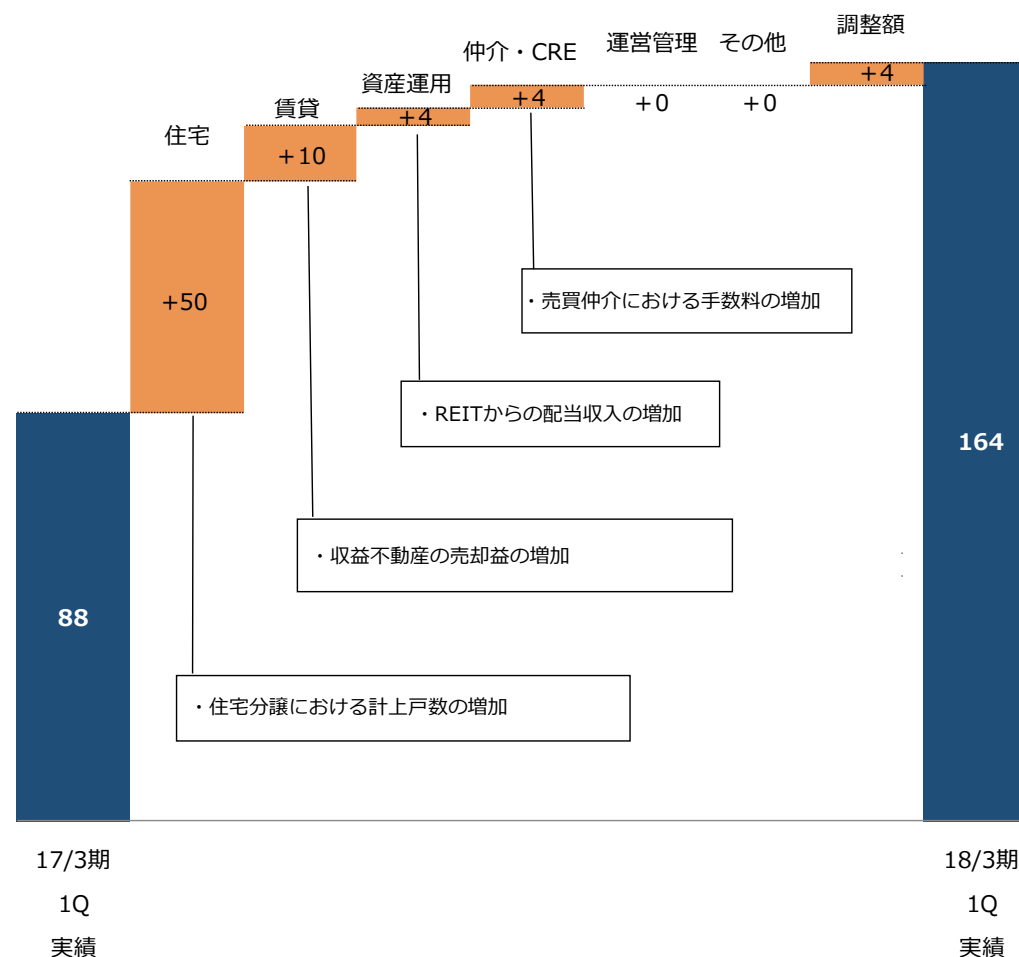 調整額
運営管理
その他
仲介・CRE
資産運用
賃貸
住宅
+4
+4
+0
+0
+4
+10
+50
・売買仲介における手数料の増加
・REITからの配当収入の増加
164
・収益不動産の売却益の増加
88
・住宅分譲における計上戸数の増加
17/3期
1Q
実績
18/3期
1Q
実績